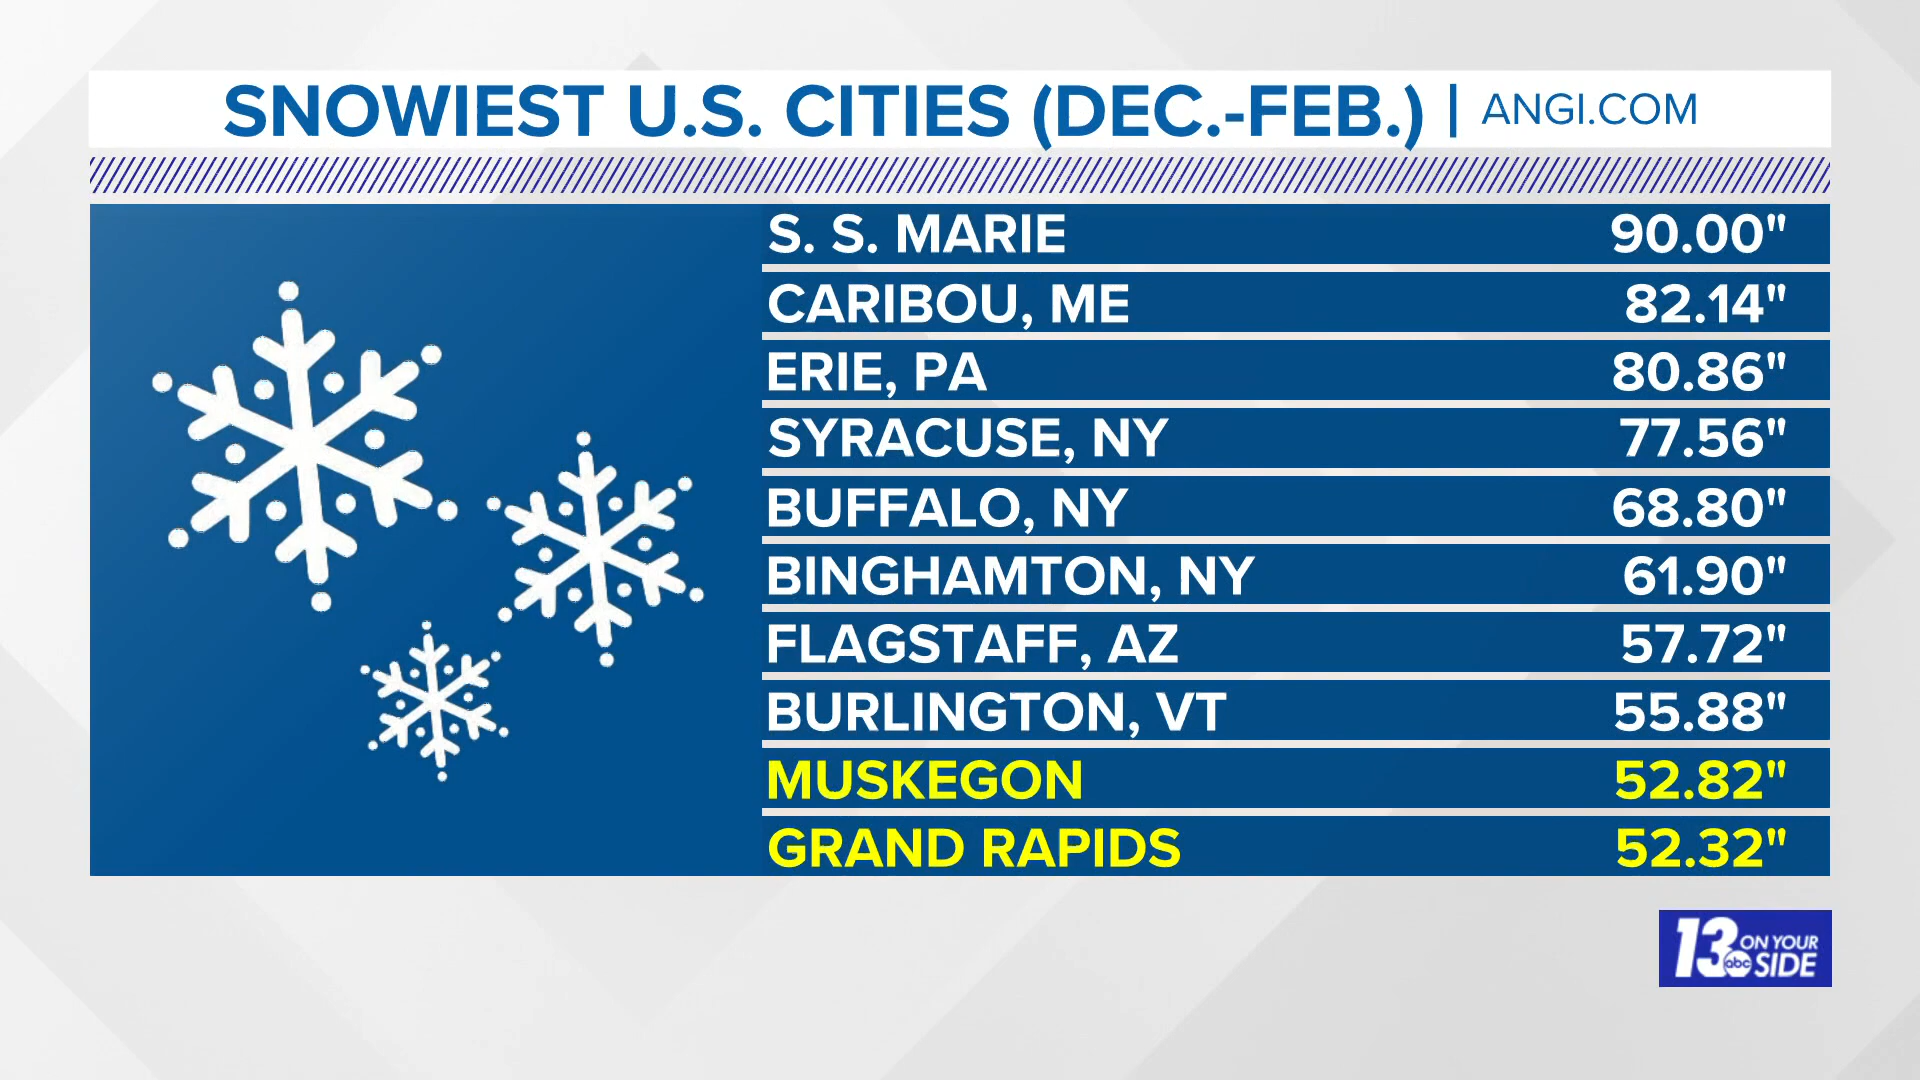 SNOWIEST U.S. CITIES (DEC.-FEB.) | ANGI.COM
S. S. MARIE 90.00"
CARIBOU, ME 82.14"
ERIE, PA 80.86"
SYRACUSE, NY 77.56"
BUFFALO, NY 68.80"
BINGHAMTON, NY 61.90"
FLAGSTAFF, AZ 57.72"
BURLINGTON, VT 55.88"
MUSKEGON 52.82"
GRAND RAPIDS 52.32"
13 abc ON YOUR
SIDE